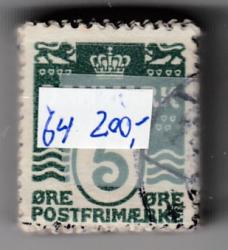 64 200,-
5
ØRE ØRE
POSTFRIMÆRKE